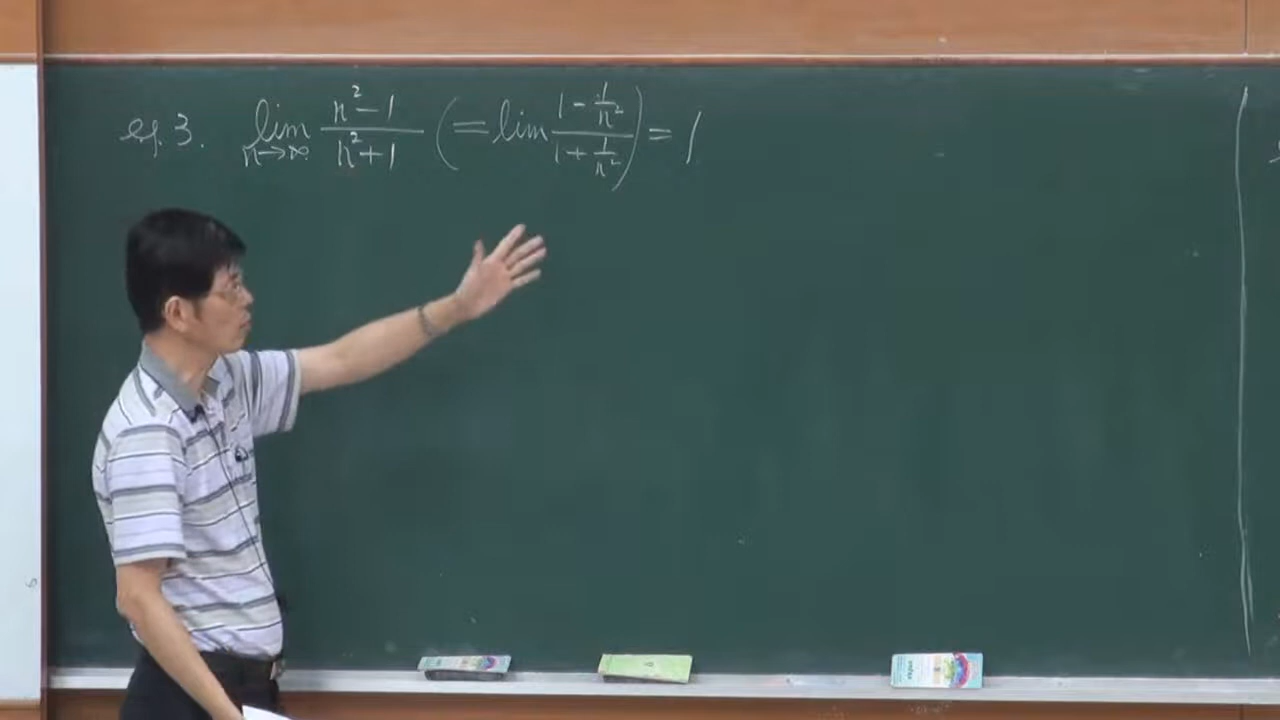 eg. 3. lim n→∞ (n²-1)/(n²+1) (= lim (1 - 1/n²)/(1 + 1/n²)) = 1